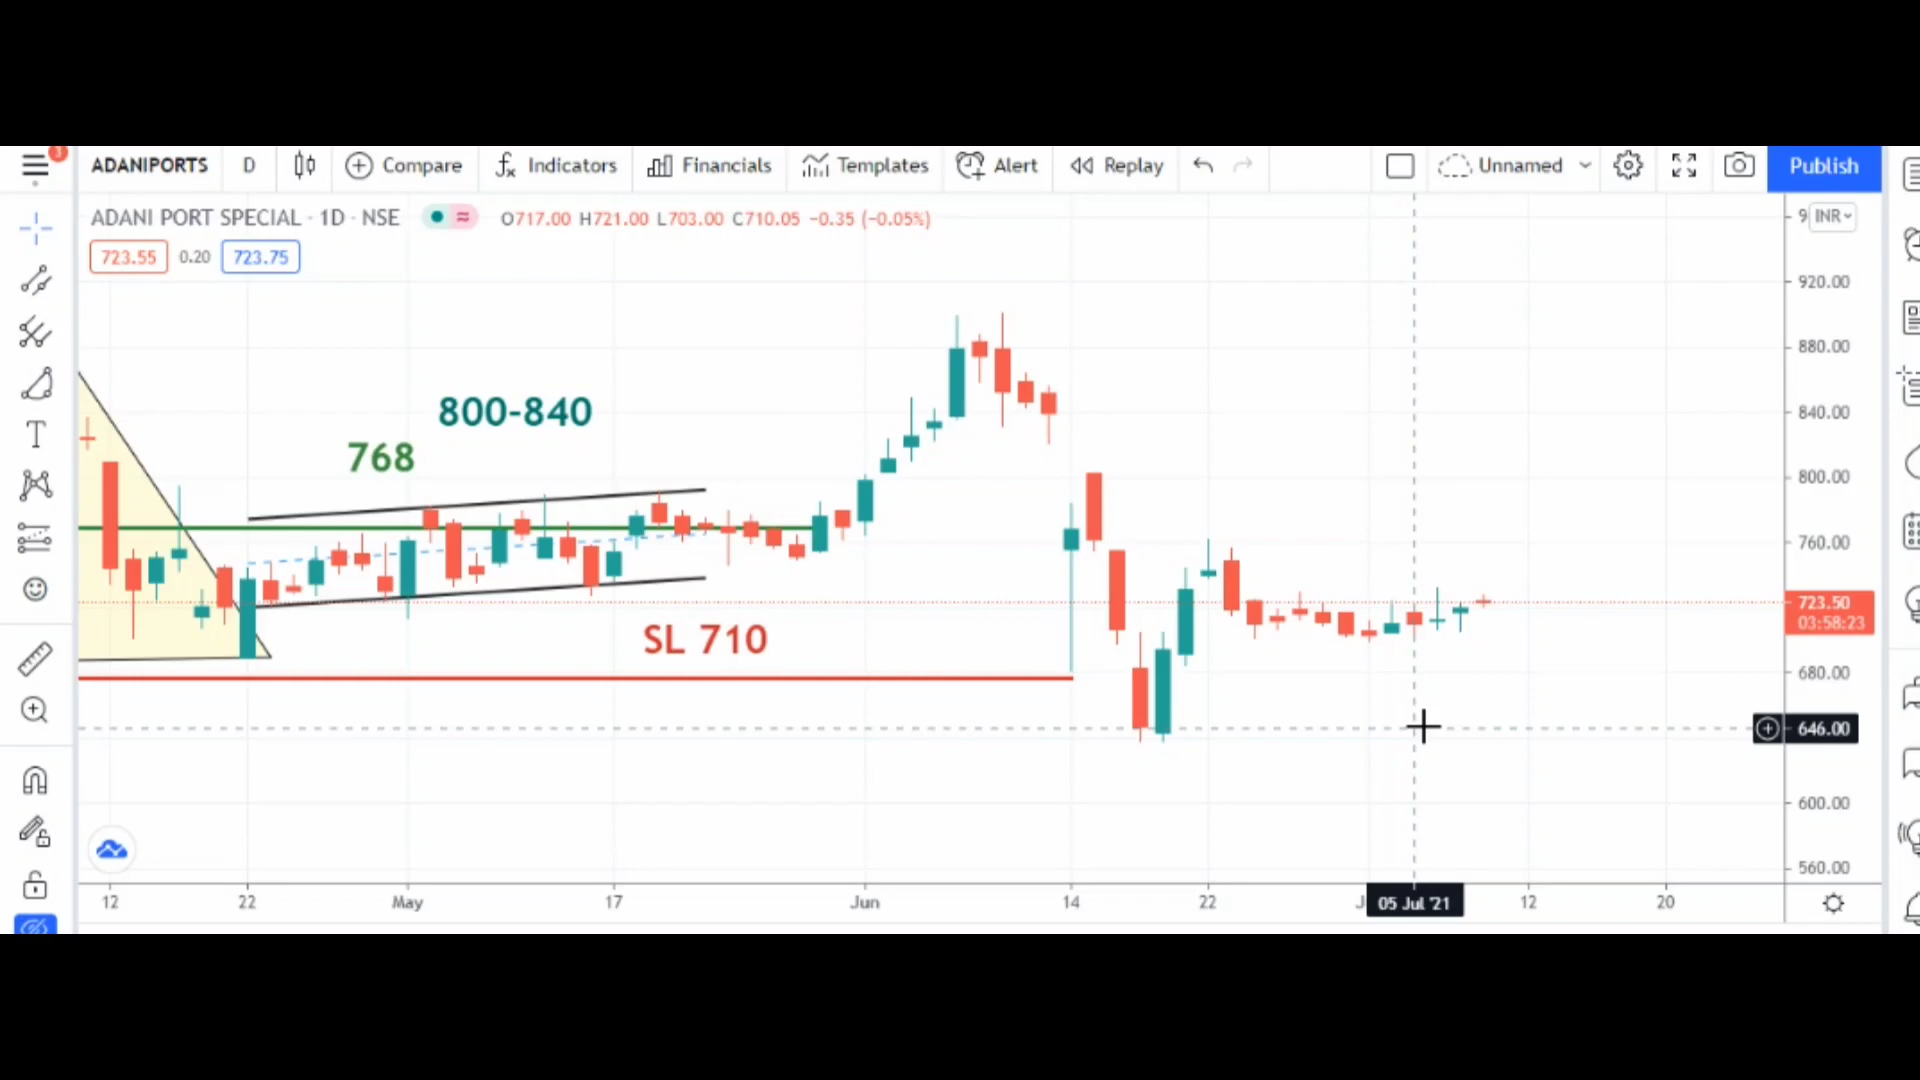 3
ADANIPORTS D Compare Indicators Financials Templates Alert Replay Unnamed Publish
ADANI PORT SPECIAL · 1D · NSE O717.00 H721.00 L703.00 C710.05 −0.35 (−0.05%)
INR
723.55 0.20 723.75
920.00
880.00
800-840
840.00
768
800.00
760.00
723.50
03:58:23
SL 710
680.00
646.00
600.00
560.00
12 22 May 17 Jun 14 22 05 Jul '21 12 20